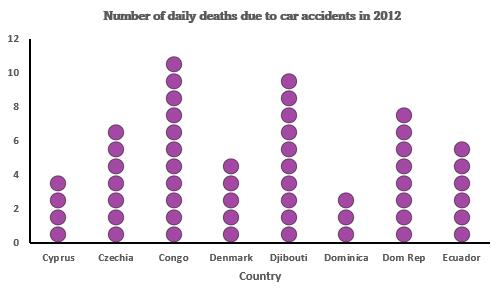 Number of daily deaths due to car accidents in 2012
12
10
8
6
4
2
0
Cyprus Czechia Congo Denmark Djibouti Dominica Dom Rep Ecuador
Country